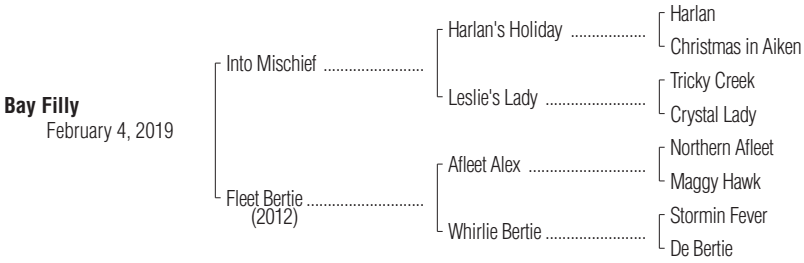 Harlan
Harlan's Holiday ....................
Christmas in Aiken
Into Mischief ........................
Tricky Creek
Leslie's Lady ........................
Crystal Lady
Bay Filly
February 4, 2019
Northern Afleet
Afleet Alex ...........................
Maggy Hawk
Fleet Bertie ...........................
(2012)
Stormin Fever
Whirlie Bertie ........................
De Bertie